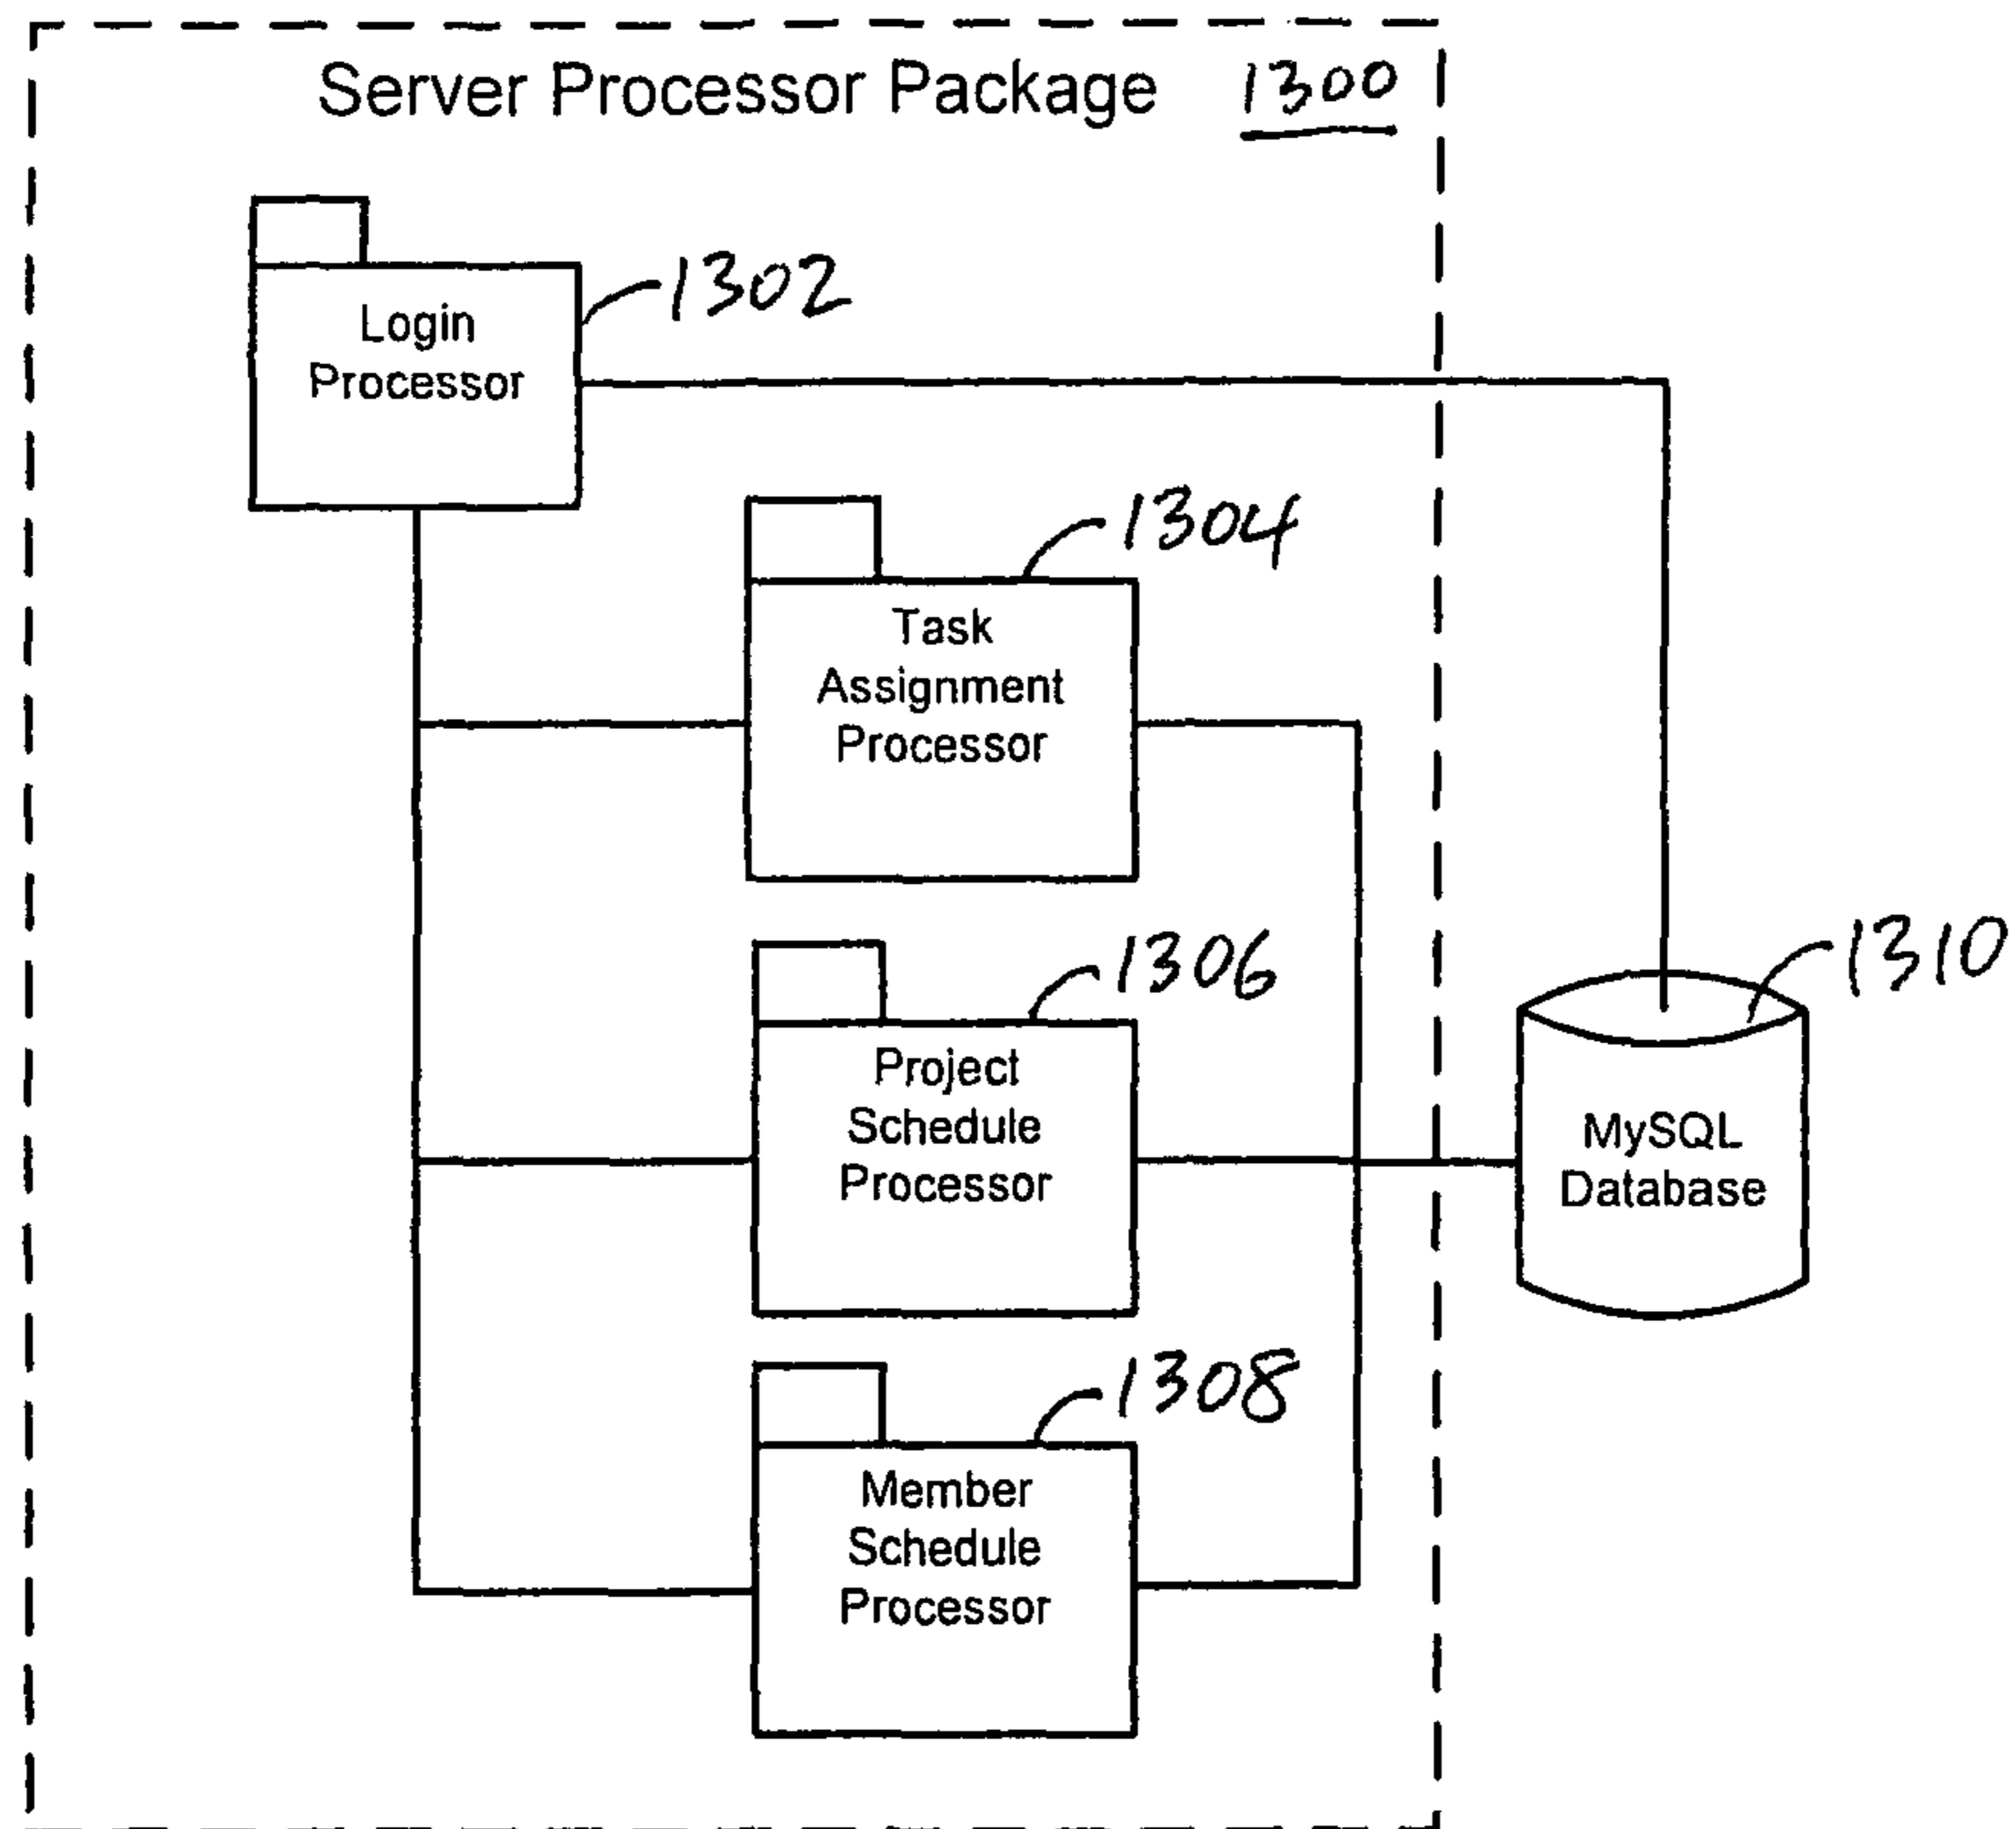 Server Processor Package 1300
Login
Processor
1302
Task
Assignment
Processor
1304
Project
Schedule
Processor
1306
Member
Schedule
Processor
1308
MySQL
Database
1310